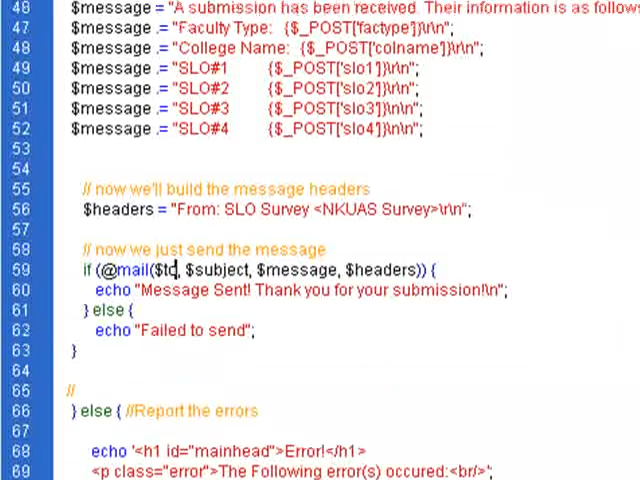 46 $message = "A submission has been received. Their information is as follows
47 $message .= "Faculty Type: {$_POST['factype']}\r\n";
48 $message .= "College Name: {$_POST['colname']}\r\n";
49 $message .= "SLO#1 {$_POST['slo1']}\r\n";
50 $message .= "SLO#2 {$_POST['slo2']}\r\n";
51 $message .= "SLO#3 {$_POST['slo3']}\r\n";
52 $message .= "SLO#4 {$_POST['slo4']}\n\n";
53
54
55 // now we'll build the message headers
56 $headers = "From: SLO Survey <NKUAS Survey>\r\n";
57
58 // now we just send the message
59 if (@mail($to, $subject, $message, $headers)) {
60 echo "Message Sent! Thank you for your submission!\n";
61 } else {
62 echo "Failed to send";
63 }
64
65 //
66 } else { //Report the errors
67
68 echo '<h1 id="mainhead">Error!</h1>
69 <p class="error">The Following error(s) occured:<br/>';